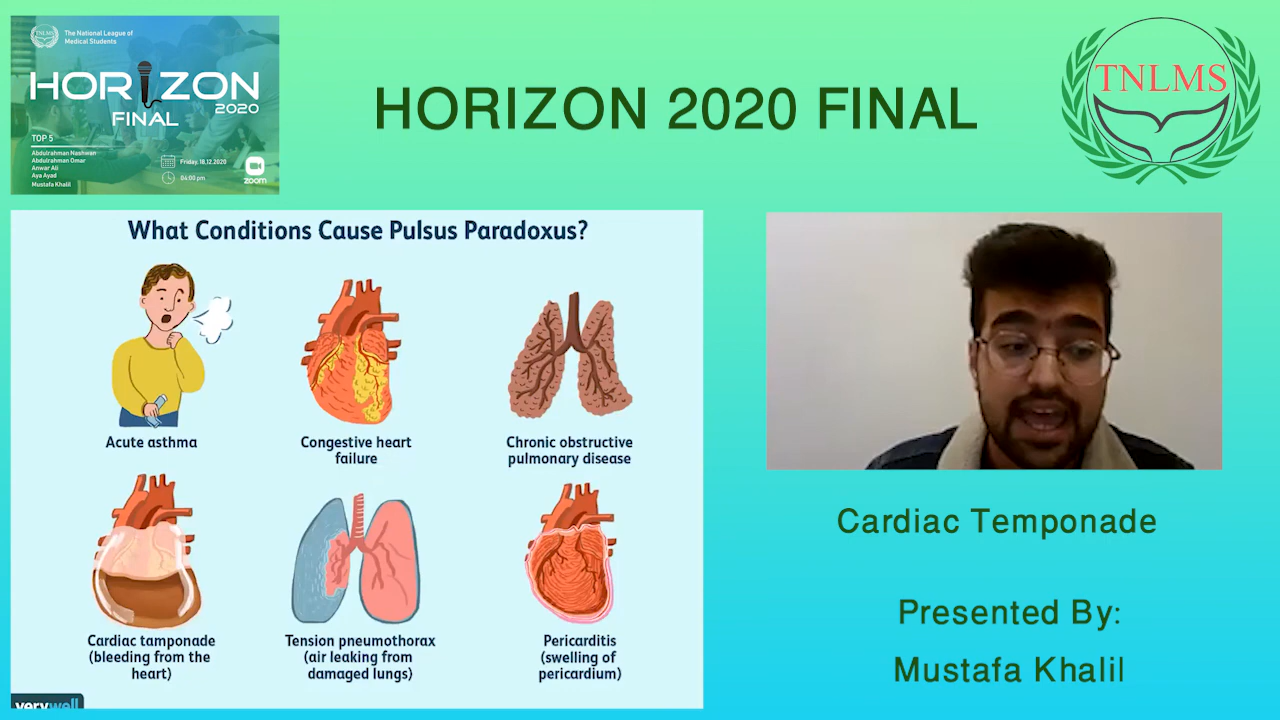 The National League of
Medical Students
HORIZON
2020
FINAL
TOP 5
Abdulrahman Nashwan
Abdulrahman Omar
Anwar Ali
Aya Ayad
Mustafa Khalil
Friday, 18.12.2020
04:00 pm
zoom
HORIZON 2020 FINAL
TNLMS
What Conditions Cause Pulsus Paradoxus?
Acute asthma
Congestive heart
failure
Chronic obstructive
pulmonary disease
Cardiac tamponade
(bleeding from the
heart)
Tension pneumothorax
(air leaking from
damaged lungs)
Pericarditis
(swelling of
pericardium)
verywell
Cardiac Temponade
Presented By:
Mustafa Khalil